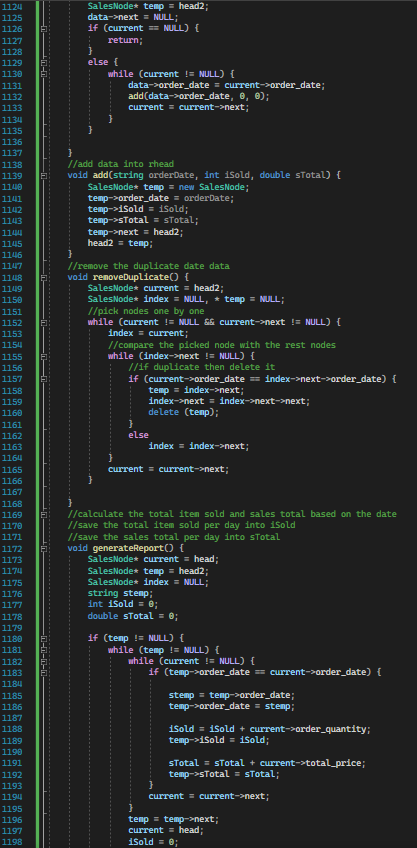 1124 SalesNode* temp = head2;
1125 data->next = NULL;
1126 if (current == NULL) {
1127 return;
1128 }
1129 else {
1130 while (current != NULL) {
1131 data->order_date = current->order_date;
1132 add(data->order_date, 0, 0);
1133 current = current->next;
1134 }
1135 }
1136
1137 }
1138 //add data into rhead
1139 void add(string orderDate, int iSold, double sTotal) {
1140 SalesNode* temp = new SalesNode;
1141 temp->order_date = orderDate;
1142 temp->iSold = iSold;
1143 temp->sTotal = sTotal;
1144 temp->next = head2;
1145 head2 = temp;
1146 }
1147 //remove the duplicate date data
1148 void removeDuplicate() {
1149 SalesNode* current = head2;
1150 SalesNode* index = NULL, * temp = NULL;
1151 //pick nodes one by one
1152 while (current != NULL && current->next != NULL) {
1153 index = current;
1154 //compare the picked node with the rest nodes
1155 while (index->next != NULL) {
1156 //if duplicate then delete it
1157 if (current->order_date == index->next->order_date) {
1158 temp = index->next;
1159 index->next = index->next->next;
1160 delete (temp);
1161 }
1162 else
1163 index = index->next;
1164 }
1165 current = current->next;
1166 }
1167
1168 }
1169 //calculate the total item sold and sales total based on the date
1170 //save the total item sold per day into iSold
1171 //save the sales total per day into sTotal
1172 void generateReport() {
1173 SalesNode* current = head;
1174 SalesNode* temp = head2;
1175 SalesNode* index = NULL;
1176 string stemp;
1177 int iSold = 0;
1178 double sTotal = 0;
1179
1180 if (temp != NULL) {
1181 while (temp != NULL) {
1182 while (current != NULL) {
1183 if (temp->order_date == current->order_date) {
1184
1185 stemp = temp->order_date;
1186 temp->order_date = stemp;
1187
1188 iSold = iSold + current->order_quantity;
1189 temp->iSold = iSold;
1190
1191 sTotal = sTotal + current->total_price;
1192 temp->sTotal = sTotal;
1193 }
1194 current = current->next;
1195 }
1196 temp = temp->next;
1197 current = head;
1198 iSold = 0;